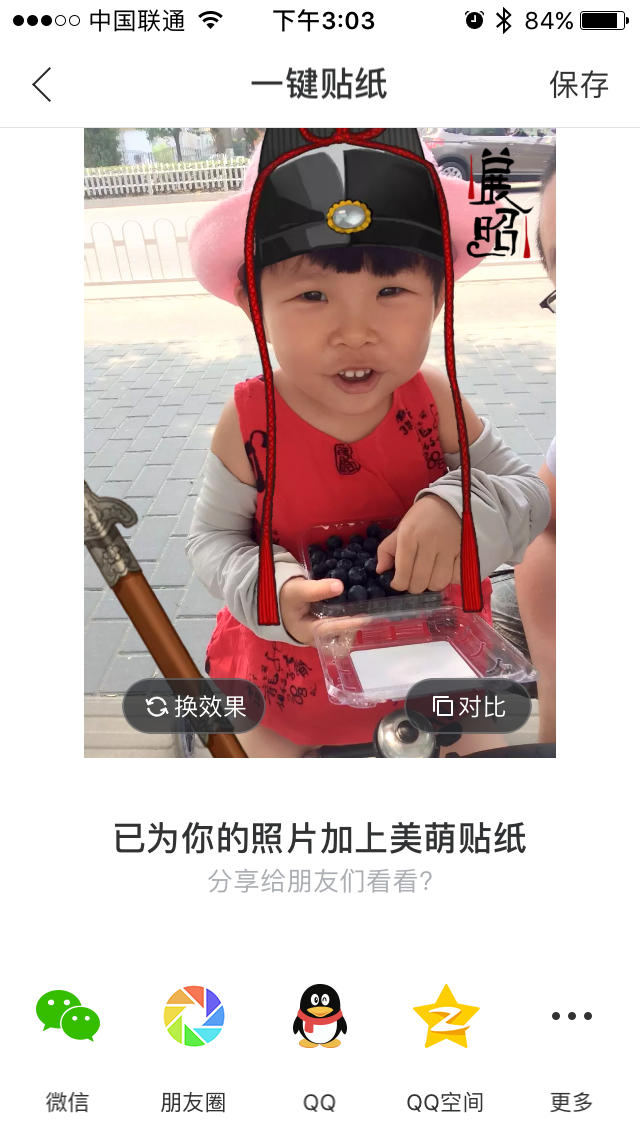 中国联通
下午3:03
84%
一键贴纸
保存
展昭
换效果
对比
已为你的照片加上美萌贴纸
分享给朋友们看看?
微信
朋友圈
QQ
QQ空间
更多